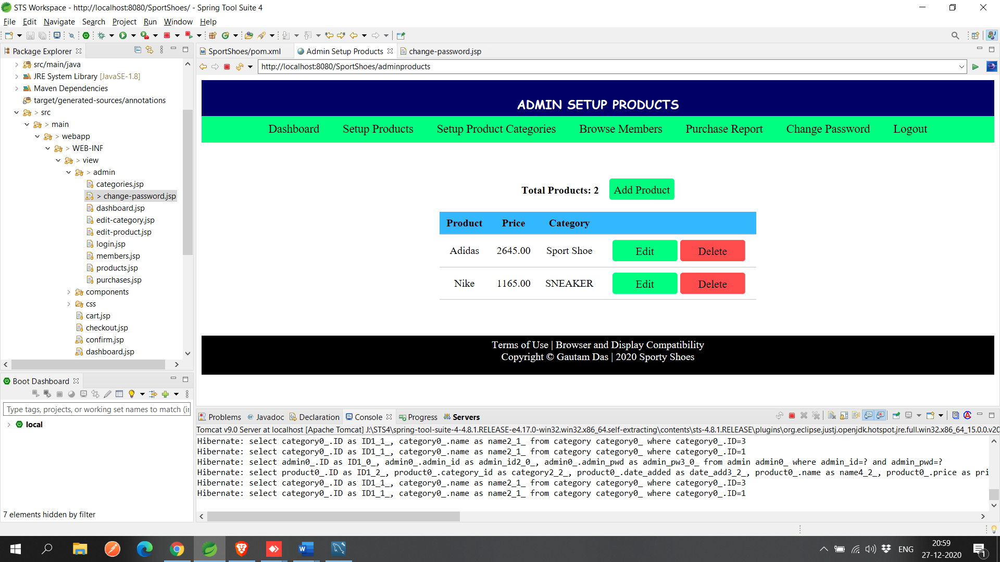 STS Workspace - http://localhost:8080/SportShoes/ - Spring Tool Suite 4
File Edit Navigate Search Project Run Window Help
Package Explorer
> src/main/java
JRE System Library [JavaSE-1.8]
Maven Dependencies
target/generated-sources/annotations
> src
> main
> webapp
> WEB-INF
> view
> admin
categories.jsp
> change-password.jsp
dashboard.jsp
edit-category.jsp
edit-product.jsp
login.jsp
members.jsp
products.jsp
purchases.jsp
components
css
cart.jsp
checkout.jsp
confirm.jsp
dashboard.jsp
Boot Dashboard
Type tags, projects, or working set names to match (i
local
7 elements hidden by filter
SportShoes/pom.xml Admin Setup Products change-password.jsp
http://localhost:8080/SportShoes/adminproducts
ADMIN SETUP PRODUCTS
Dashboard Setup Products Setup Product Categories Browse Members Purchase Report Change Password Logout
Total Products: 2 Add Product
Product Price Category
Adidas 2645.00 Sport Shoe Edit Delete
Nike 1165.00 SNEAKER Edit Delete
Terms of Use | Browser and Display Compatibility
Copyright © Gautam Das | 2020 Sporty Shoes
Problems @ Javadoc Declaration Console Progress Servers
Tomcat v9.0 Server at localhost [Apache Tomcat] J:\STS4\spring-tool-suite-4-4.8.1.RELEASE-e4.17.0-win32.win32.x86_64.self-extracting\contents\sts-4.8.1.RELEASE\plugins\org.eclipse.justj.openjdk.hotspot.jre.full.win32.x86_64_15.0.0.v20
Hibernate: select category0_.ID as ID1_1_, category0_.name as name2_1_ from category category0_ where category0_.ID=3
Hibernate: select category0_.ID as ID1_1_, category0_.name as name2_1_ from category category0_ where category0_.ID=1
Hibernate: select admin0_.ID as ID1_0_, admin0_.admin_id as admin_id2_0_, admin0_.admin_pwd as admin_pw3_0_ from admin admin0_ where admin_id=? and admin_pwd=?
Hibernate: select product0_.ID as ID1_2_, product0_.category_id as category2_2_, product0_.date_added as date_add3_2_, product0_.name as name4_2_, product0_.price as pri
Hibernate: select category0_.ID as ID1_1_, category0_.name as name2_1_ from category category0_ where category0_.ID=3
Hibernate: select category0_.ID as ID1_1_, category0_.name as name2_1_ from category category0_ where category0_.ID=1
ENG
20:59
27-12-2020
1